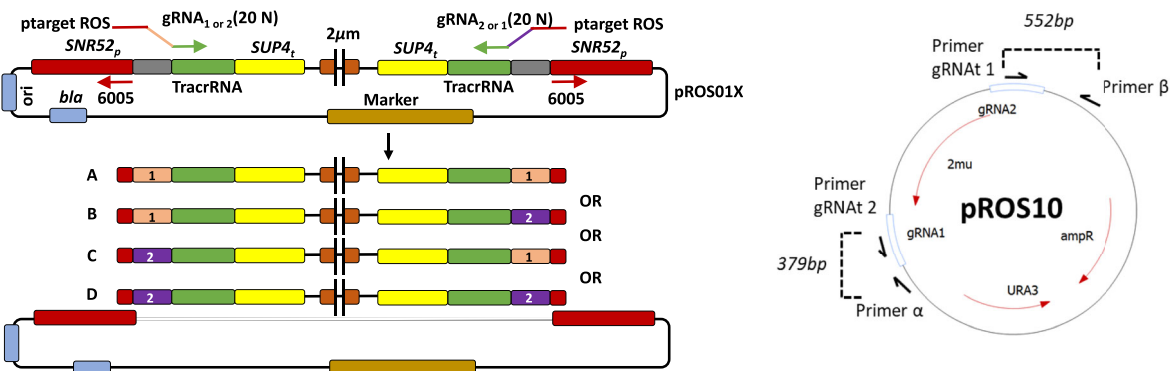 ptarget ROS
gRNA1 or 2(20 N)
SNR52p
SUP4t
2µm
gRNA2 or 1(20 N)
ptarget ROS
SUP4t
SNR52p
ori
6005
TracrRNA
TracrRNA
6005
bla
Marker
pROS01X
A
1
1
OR
B
1
2
OR
C
2
1
OR
D
2
2
552bp
Primer
gRNAt 1
Primer β
gRNA2
2mu
Primer
gRNAt 2
pROS10
gRNA1
ampR
379bp
URA3
Primer α